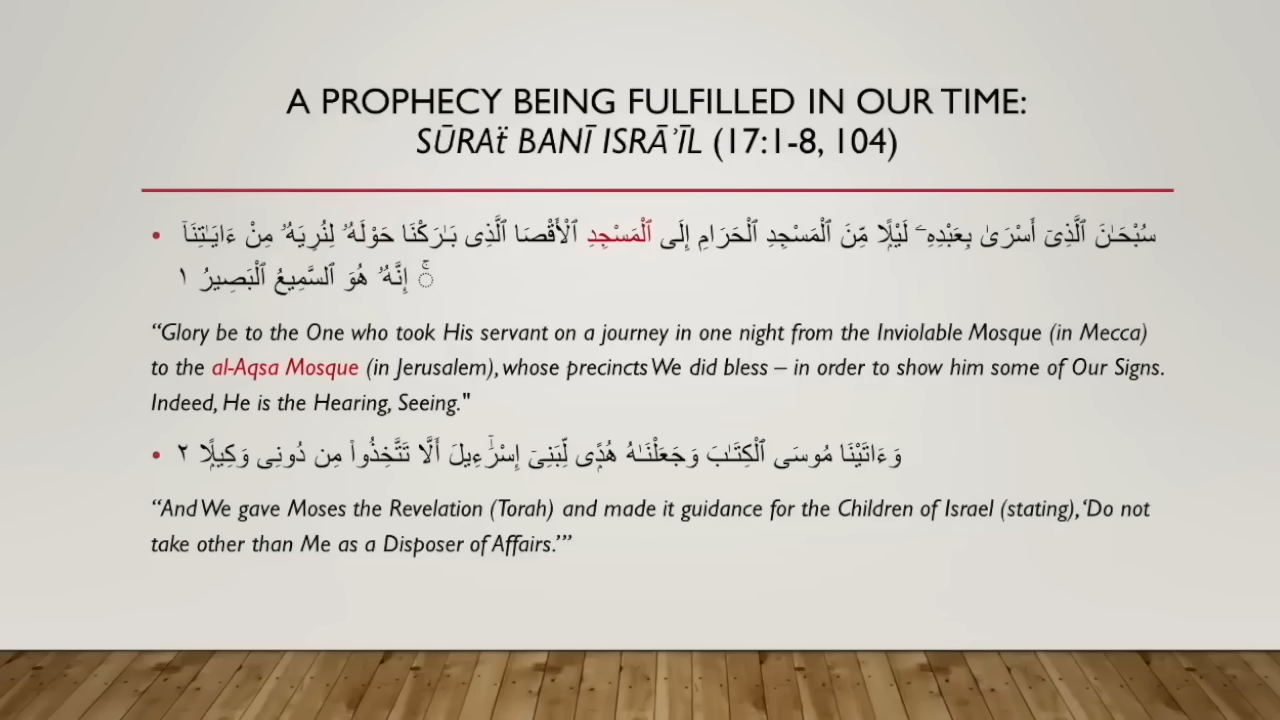 A PROPHECY BEING FULFILLED IN OUR TIME:
SŪRAẗ BANĪ ISRĀʾĪL (17:1-8, 104)
• سُبْحَـٰنَ ٱلَّذِىٓ أَسْرَىٰ بِعَبْدِهِۦ لَيْلًا مِّنَ ٱلْمَسْجِدِ ٱلْحَرَامِ إِلَى ٱلْمَسْجِدِ ٱلْأَقْصَا ٱلَّذِى بَـٰرَكْنَا حَوْلَهُۥ لِنُرِيَهُۥ مِنْ ءَايَـٰتِنَآ
ۚ إِنَّهُۥ هُوَ ٱلسَّمِيعُ ٱلْبَصِيرُ ١
“Glory be to the One who took His servant on a journey in one night from the Inviolable Mosque (in Mecca)
to the al-Aqsa Mosque (in Jerusalem), whose precincts We did bless – in order to show him some of Our Signs.
Indeed, He is the Hearing, Seeing."
• وَءَاتَيْنَا مُوسَى ٱلْكِتَـٰبَ وَجَعَلْنَـٰهُ هُدًى لِّبَنِىٓ إِسْرَٰٓءِيلَ أَلَّا تَتَّخِذُوا۟ مِن دُونِى وَكِيلًا ٢
“And We gave Moses the Revelation (Torah) and made it guidance for the Children of Israel (stating), ‘Do not
take other than Me as a Disposer of Affairs.’”